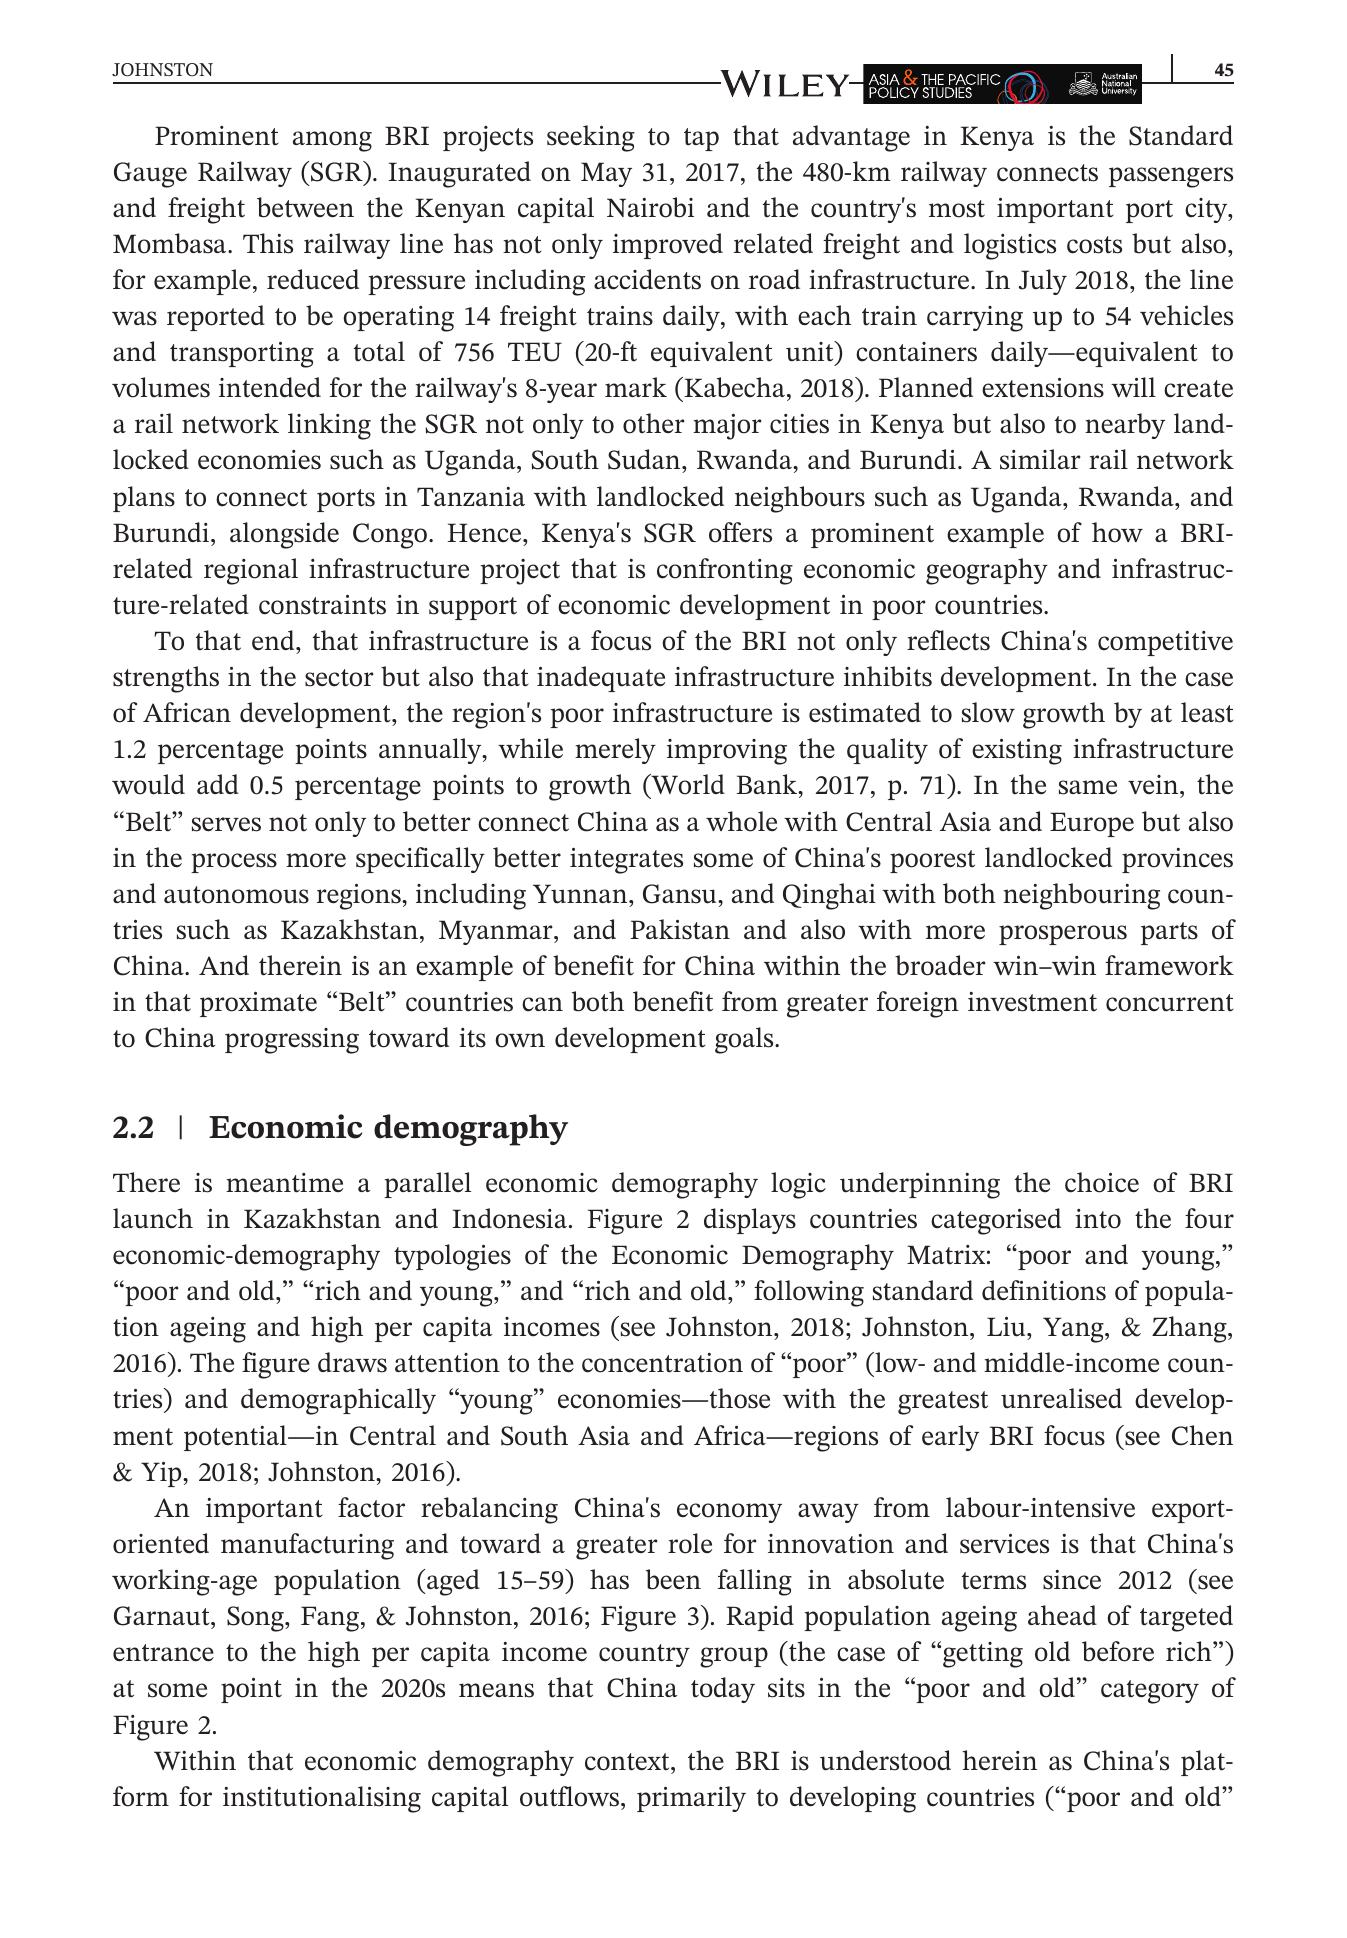 JOHNSTON
WILEY
ASIA & THE PACIFIC
POLICY STUDIES
Australian
National
University
45
Prominent among BRI projects seeking to tap that advantage in Kenya is the Standard
Gauge Railway (SGR). Inaugurated on May 31, 2017, the 480-km railway connects passengers
and freight between the Kenyan capital Nairobi and the country's most important port city,
Mombasa. This railway line has not only improved related freight and logistics costs but also,
for example, reduced pressure including accidents on road infrastructure. In July 2018, the line
was reported to be operating 14 freight trains daily, with each train carrying up to 54 vehicles
and transporting a total of 756 TEU (20-ft equivalent unit) containers daily—equivalent to
volumes intended for the railway's 8-year mark (Kabecha, 2018). Planned extensions will create
a rail network linking the SGR not only to other major cities in Kenya but also to nearby land-
locked economies such as Uganda, South Sudan, Rwanda, and Burundi. A similar rail network
plans to connect ports in Tanzania with landlocked neighbours such as Uganda, Rwanda, and
Burundi, alongside Congo. Hence, Kenya's SGR offers a prominent example of how a BRI-
related regional infrastructure project that is confronting economic geography and infrastruc-
ture-related constraints in support of economic development in poor countries.
To that end, that infrastructure is a focus of the BRI not only reflects China's competitive
strengths in the sector but also that inadequate infrastructure inhibits development. In the case
of African development, the region's poor infrastructure is estimated to slow growth by at least
1.2 percentage points annually, while merely improving the quality of existing infrastructure
would add 0.5 percentage points to growth (World Bank, 2017, p. 71). In the same vein, the
“Belt” serves not only to better connect China as a whole with Central Asia and Europe but also
in the process more specifically better integrates some of China's poorest landlocked provinces
and autonomous regions, including Yunnan, Gansu, and Qinghai with both neighbouring coun-
tries such as Kazakhstan, Myanmar, and Pakistan and also with more prosperous parts of
China. And therein is an example of benefit for China within the broader win–win framework
in that proximate “Belt” countries can both benefit from greater foreign investment concurrent
to China progressing toward its own development goals.
2.2 | Economic demography
There is meantime a parallel economic demography logic underpinning the choice of BRI
launch in Kazakhstan and Indonesia. Figure 2 displays countries categorised into the four
economic-demography typologies of the Economic Demography Matrix: “poor and young,”
“poor and old,” “rich and young,” and “rich and old,” following standard definitions of popula-
tion ageing and high per capita incomes (see Johnston, 2018; Johnston, Liu, Yang, & Zhang,
2016). The figure draws attention to the concentration of “poor” (low- and middle-income coun-
tries) and demographically “young” economies—those with the greatest unrealised develop-
ment potential—in Central and South Asia and Africa—regions of early BRI focus (see Chen
& Yip, 2018; Johnston, 2016).
An important factor rebalancing China's economy away from labour-intensive export-
oriented manufacturing and toward a greater role for innovation and services is that China's
working-age population (aged 15–59) has been falling in absolute terms since 2012 (see
Garnaut, Song, Fang, & Johnston, 2016; Figure 3). Rapid population ageing ahead of targeted
entrance to the high per capita income country group (the case of “getting old before rich”)
at some point in the 2020s means that China today sits in the “poor and old” category of
Figure 2.
Within that economic demography context, the BRI is understood herein as China's plat-
form for institutionalising capital outflows, primarily to developing countries (“poor and old”